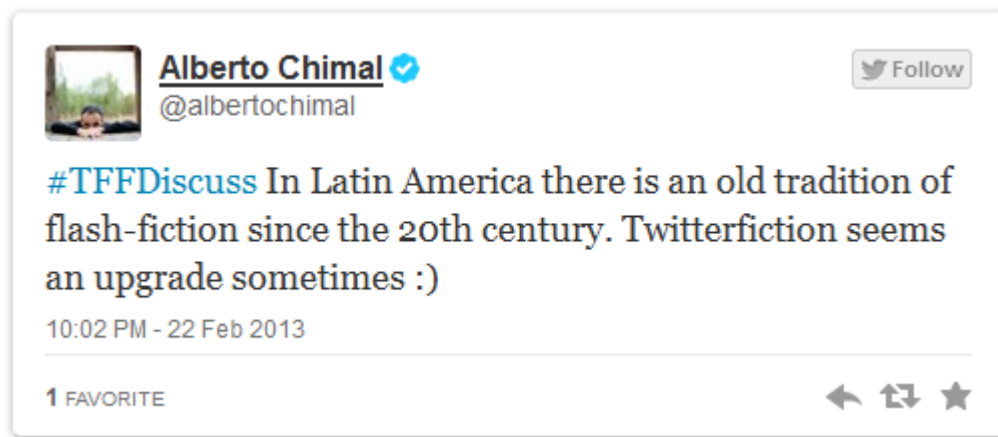 Alberto Chimal
Follow
@albertochimal
#TFFDiscuss In Latin America there is an old tradition of
flash-fiction since the 20th century. Twitterfiction seems
an upgrade sometimes :)
10:02 PM - 22 Feb 2013
1 FAVORITE